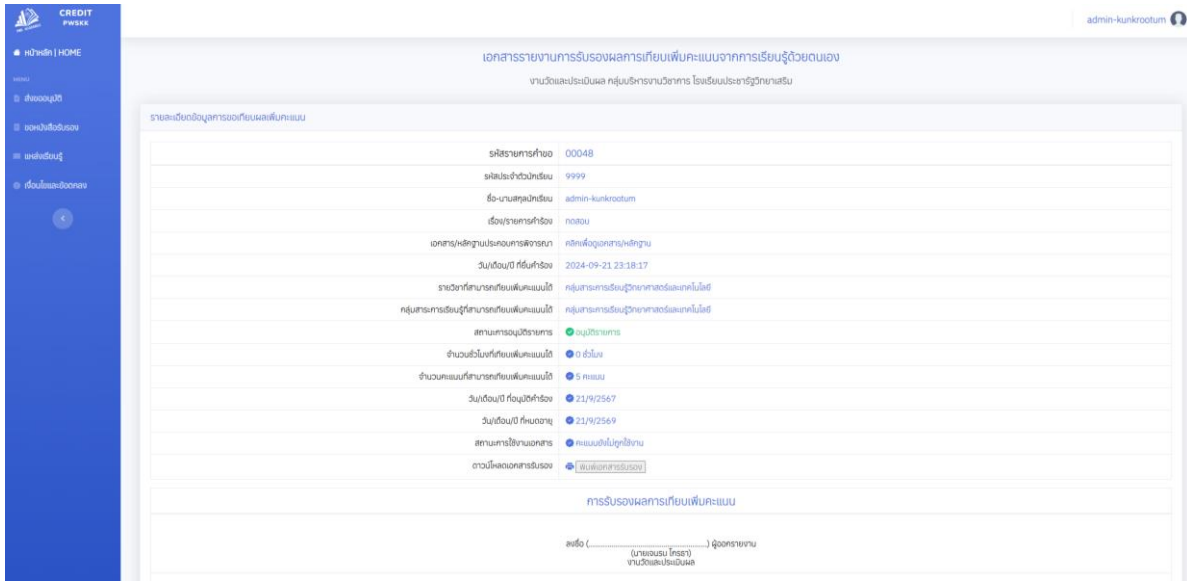 CREDIT
PWSKK
admin-kunkrootum
หน้าหลัก | HOME
MENU
ส่งขออนุมัติ
ขอหนังสือรับรอง
แหล่งเรียนรู้
เงื่อนไขและข้อตกลง
เอกสารรายงานการรับรองผลการเทียบเพิ่มคะแนนจากการเรียนรู้ด้วยตนเอง
งานวัดและประเมินผล กลุ่มบริหารงานวิชาการ โรงเรียนประชารัฐวิทยาเสริม
รายละเอียดข้อมูลการขอเทียบผลเพิ่มคะแนน
รหัสรายการคำขอ 00048
รหัสประจำตัวนักเรียน 9999
ชื่อ-นามสกุลนักเรียน admin-kunkrootum
เรื่อง/รายการคำร้อง ทดสอบ
เอกสาร/หลักฐานประกอบการพิจารณา คลิกเพื่อดูเอกสาร/หลักฐาน
วัน/เดือน/ปี ที่ยื่นคำร้อง 2024-09-21 23:18:17
รายวิชาที่สามารถเทียบเพิ่มคะแนนได้ กลุ่มสาระการเรียนรู้วิทยาศาสตร์และเทคโนโลยี
กลุ่มสาระการเรียนรู้ที่สามารถเทียบเพิ่มคะแนนได้ กลุ่มสาระการเรียนรู้วิทยาศาสตร์และเทคโนโลยี
สถานะการอนุมัติรายการ อนุมัติรายการ
จำนวนชั่วโมงที่เทียบเพิ่มคะแนนได้ 0 ชั่วโมง
จำนวนคะแนนที่สามารถเทียบเพิ่มคะแนนได้ 5 คะแนน
วัน/เดือน/ปี ที่อนุมัติคำร้อง 21/9/2567
วัน/เดือน/ปี ที่หมดอายุ 21/9/2569
สถานะการใช้งานเอกสาร คะแนนยังไม่ถูกใช้งาน
ดาวน์โหลดเอกสารรับรอง พิมพ์เอกสารรับรอง
การรับรองผลการเทียบเพิ่มคะแนน
ลงชื่อ (......................................................) ผู้ออกรายงาน
(นายเจนรบ โกรธา)
งานวัดและประเมินผล